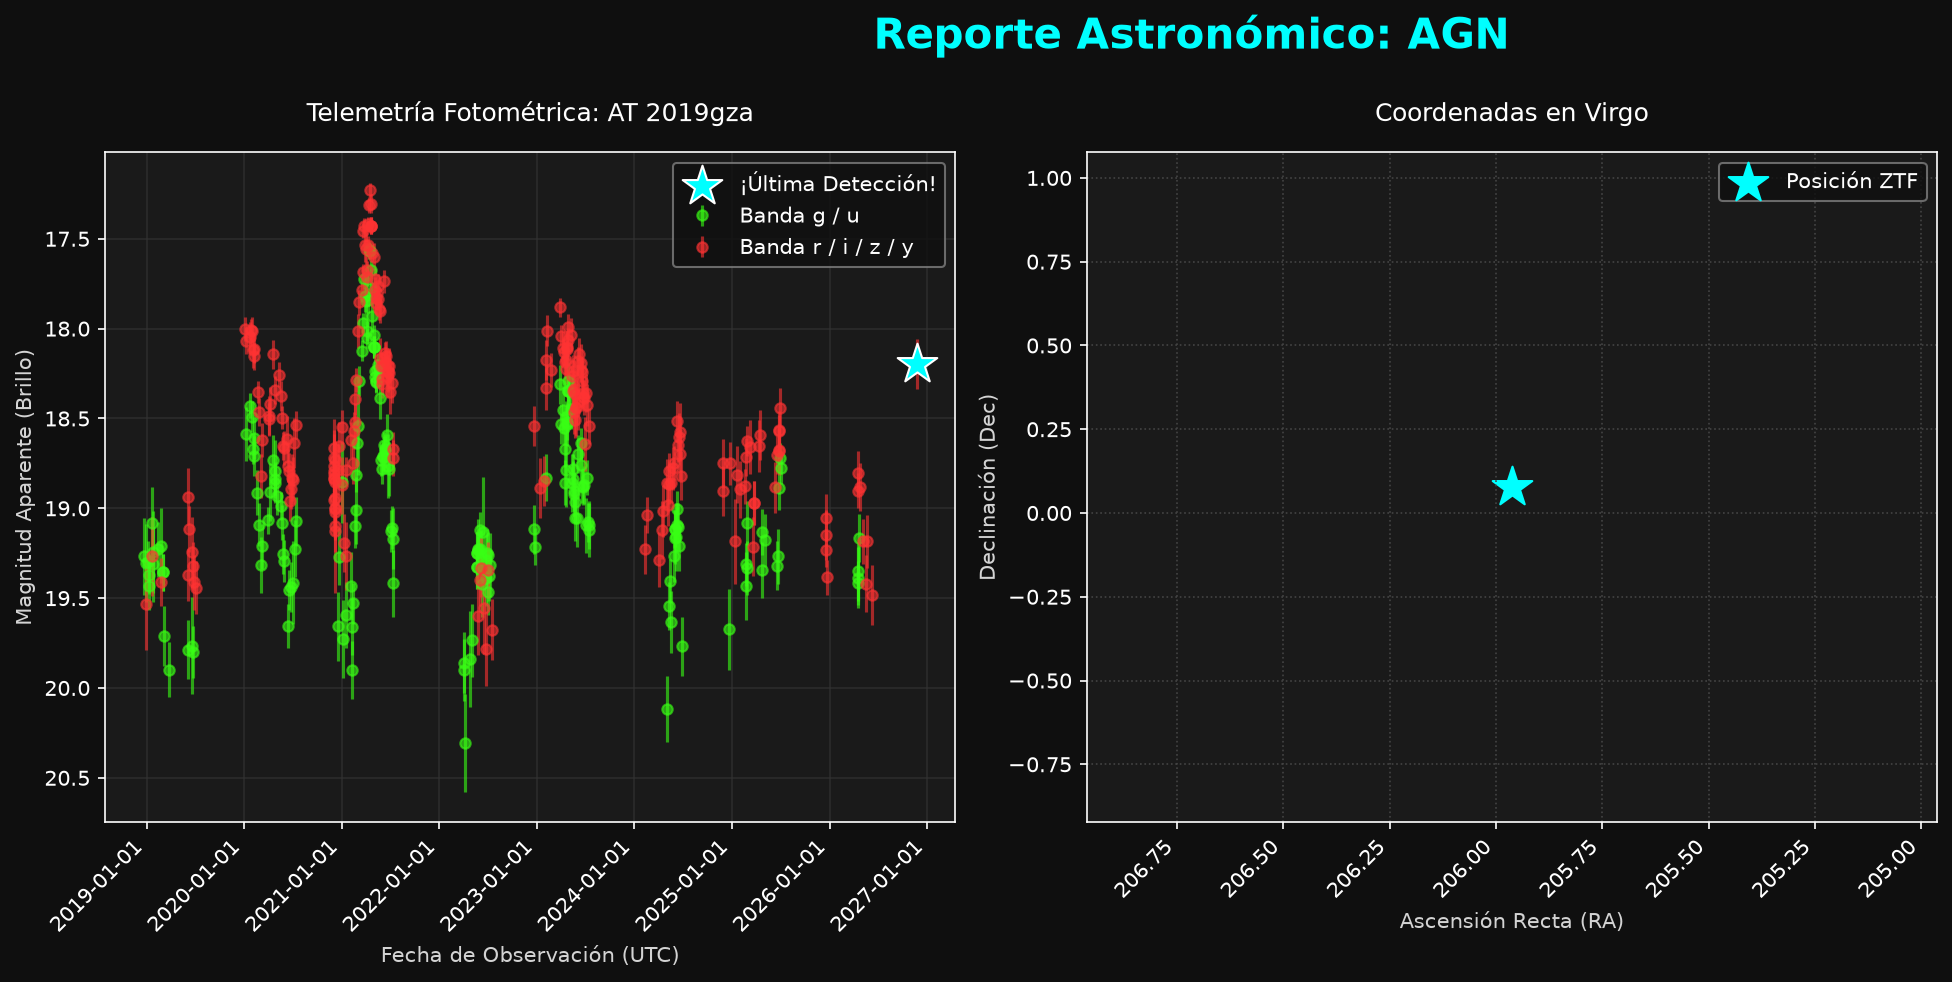 Reporte Astronómico: AGN
Telemetría Fotométrica: AT 2019gza
¡Última Detección!
Banda g / u
Banda r / i / z / y
Magnitud Aparente (Brillo)
17.5
18.0
18.5
19.0
19.5
20.0
20.5
2019-01-01
2020-01-01
2021-01-01
2022-01-01
2023-01-01
2024-01-01
2025-01-01
2026-01-01
2027-01-01
Fecha de Observación (UTC)
Coordenadas en Virgo
Posición ZTF
Declinación (Dec)
1.00
0.75
0.50
0.25
0.00
−0.25
−0.50
−0.75
206.75
206.50
206.25
206.00
205.75
205.50
205.25
205.00
Ascensión Recta (RA)